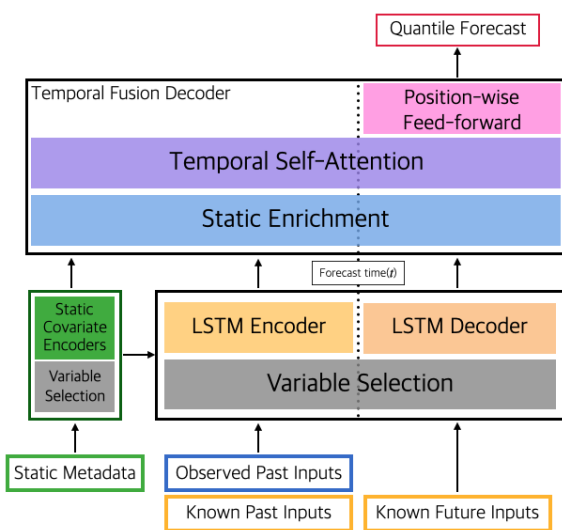 Quantile Forecast
Temporal Fusion Decoder
Position-wise
Feed-forward
Temporal Self-Attention
Static Enrichment
Forecast time(t)
Static
Covariate
Encoders
Variable
Selection
LSTM Encoder
LSTM Decoder
Variable Selection
Static Metadata
Observed Past Inputs
Known Past Inputs
Known Future Inputs